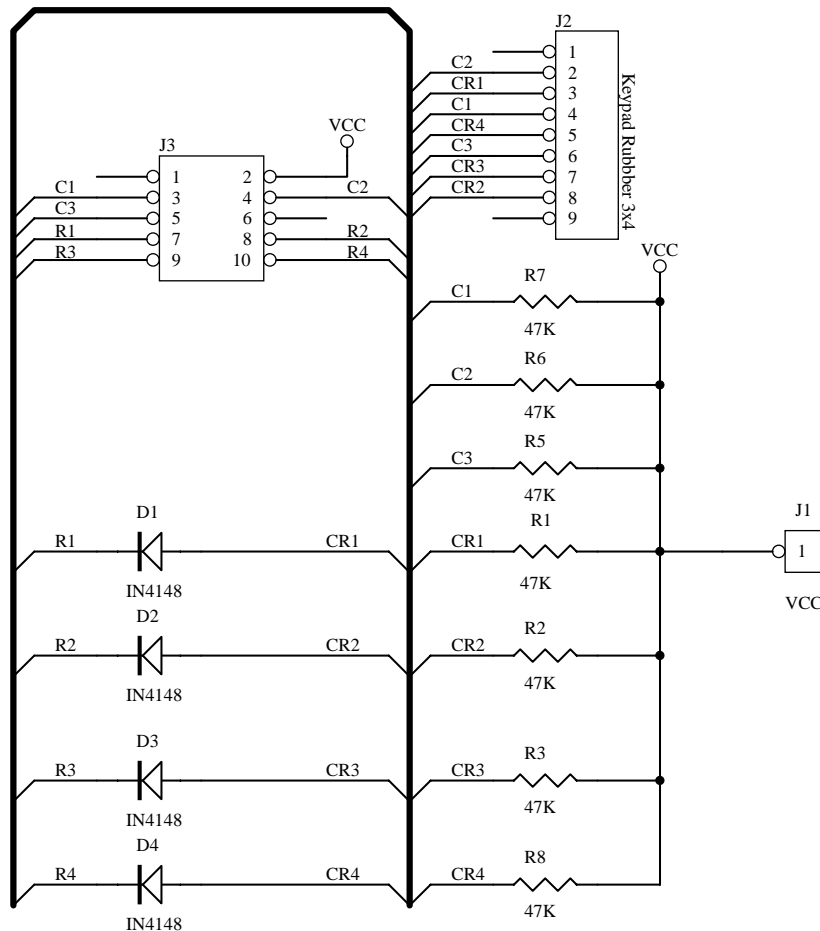 J2
1
C2 2
CR1 3
C1 4
CR4 5
C3 6
CR3 7
CR2 8
9
Keypad Rubbber 3x4
VCC
J3
1 2
C1 3 4 C2
C3 5 6
R1 7 8 R2
R3 9 10 R4
VCC
C1 R7
47K
C2 R6
47K
C3 R5
47K
D1
R1 CR1
IN4148
CR1 R1
47K
J1
1
VCC
D2
R2 CR2
IN4148
CR2 R2
47K
D3
R3 CR3
IN4148
CR3 R3
47K
D4
R4 CR4
IN4148
CR4 R8
47K